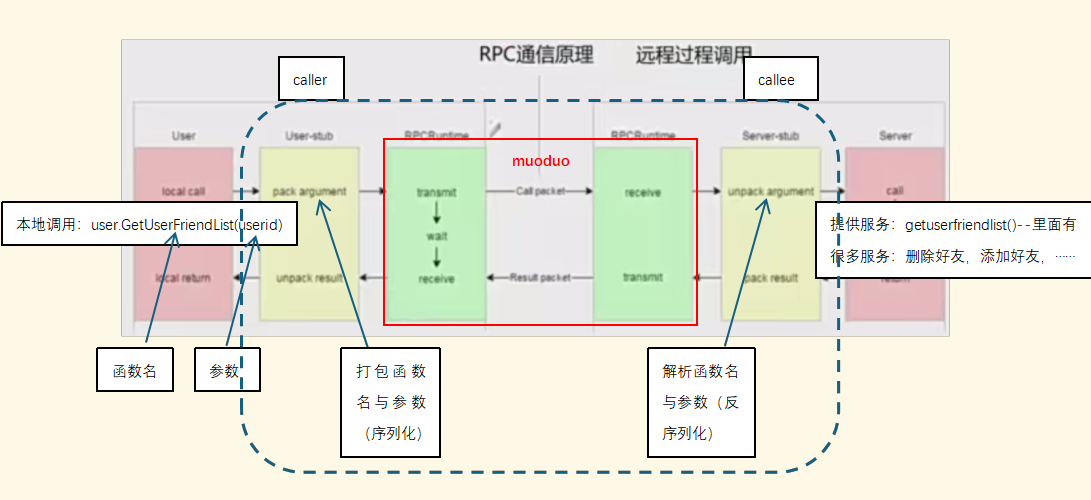 RPC通信原理 远程过程调用
caller
callee
User
User-stub
RPCRuntime
RPCRuntime
Server-stub
Server
muoduo
local call
pack argument
transmit
Call packet
receive
unpack argument
call
本地调用：user.GetUserFriendList(userid)
提供服务：getuserfriendlist()--里面有
很多服务：删除好友，添加好友，……
wait
local return
unpack result
receive
Result packet
transmit
pack result
return
函数名
参数
打包函数
名与参数
（序列化）
解析函数名
与参数（反
序列化）